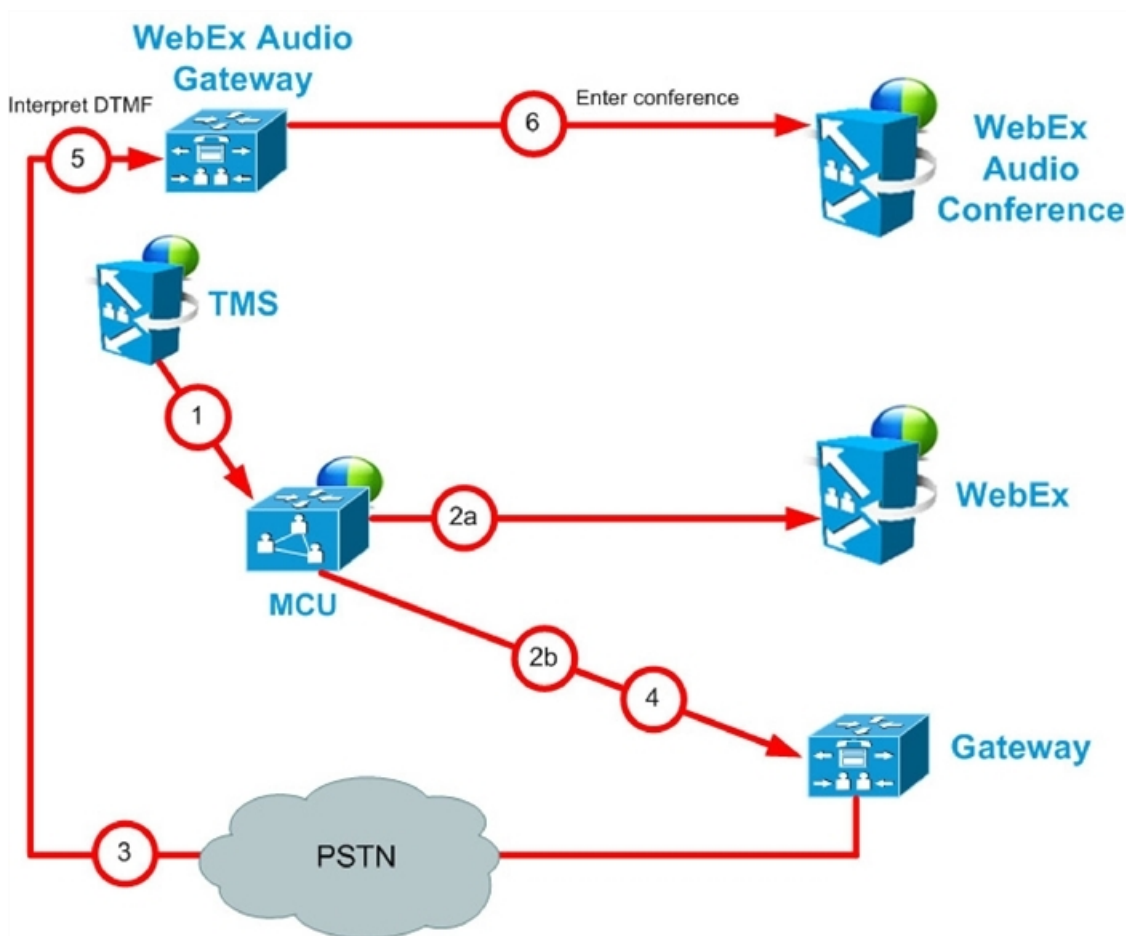 WebEx Audio
Gateway
Interpret DTMF
5
6
Enter conference
WebEx
Audio
Conference
TMS
1
2a
WebEx
MCU
2b
4
Gateway
3
PSTN